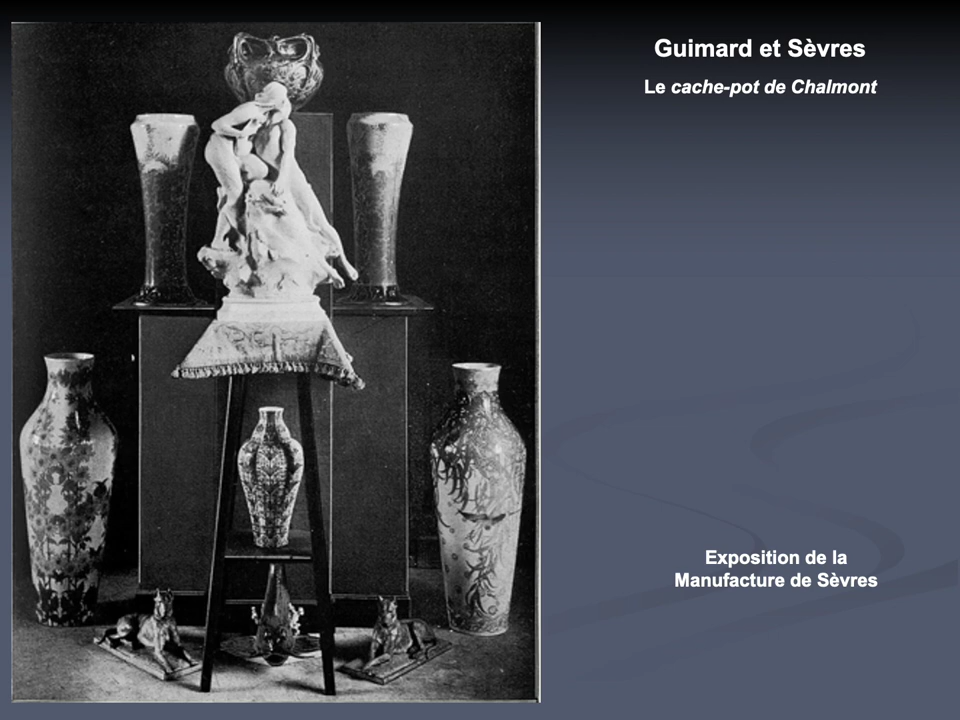 Guimard et Sèvres
Le cache-pot de Chalmont
Exposition de la
Manufacture de Sèvres